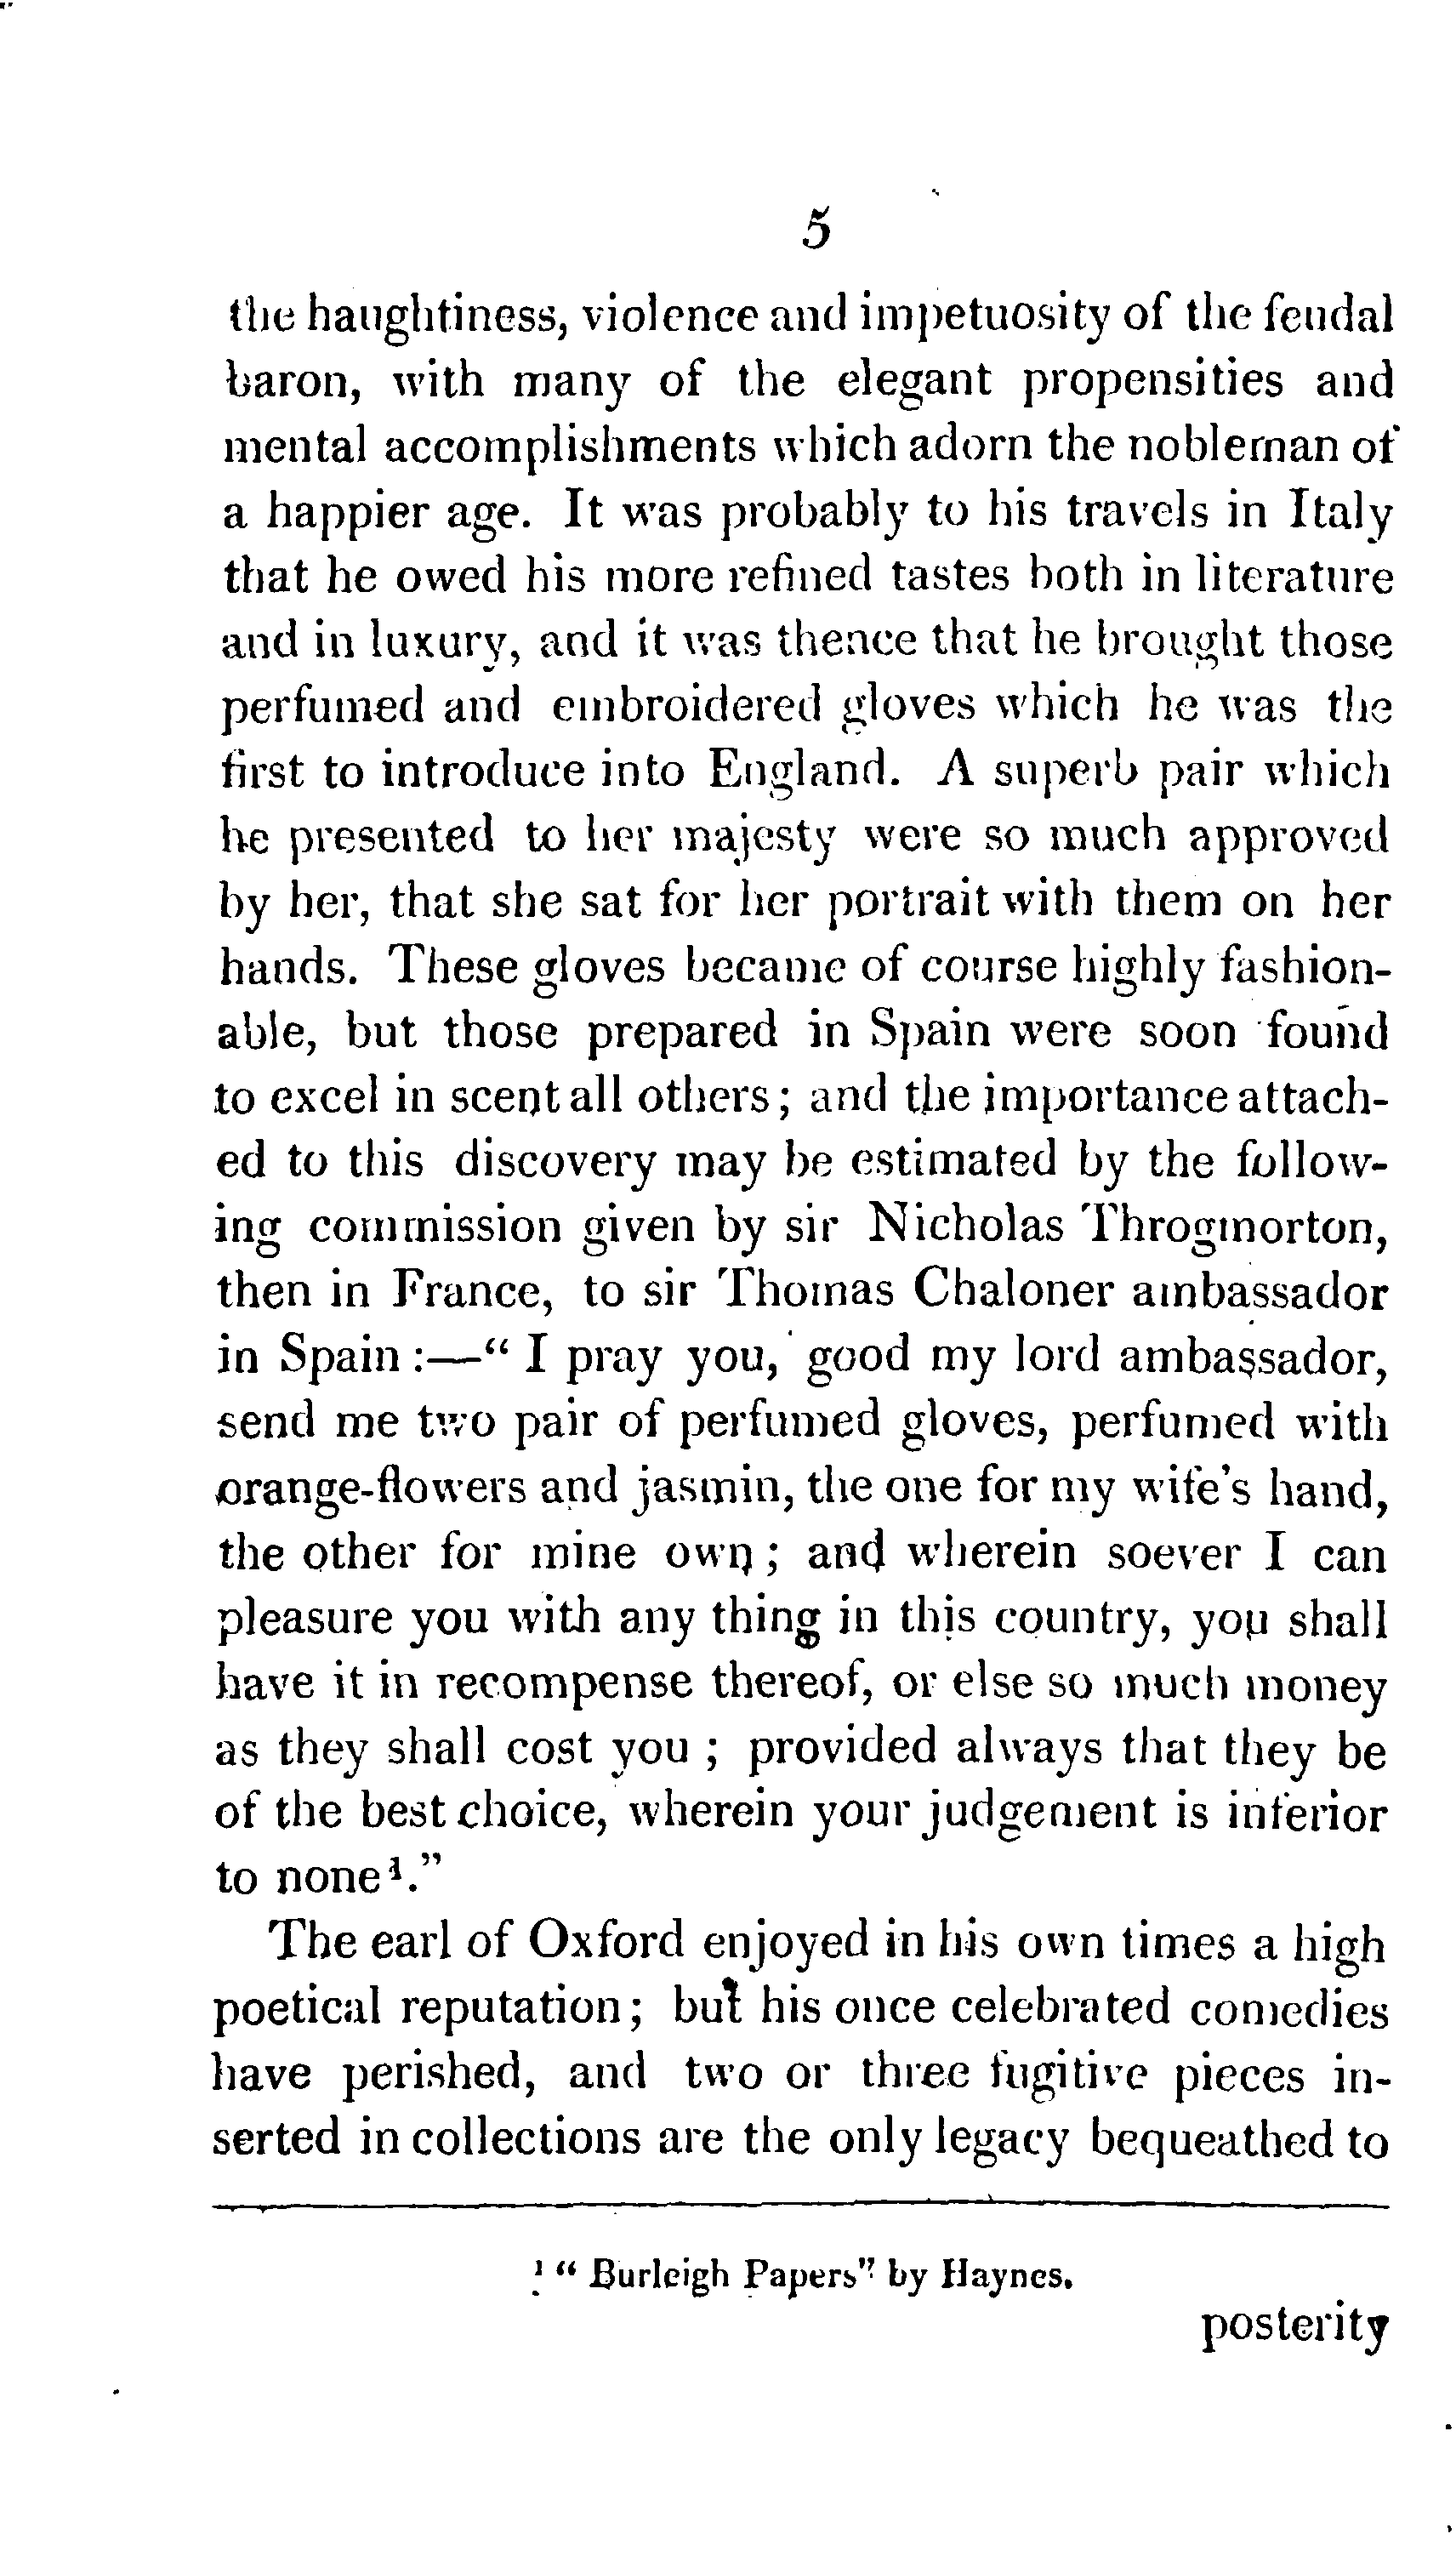 5
the haughtiness, violence and impetuosity of the feudal
baron, with many of the elegant propensities and
mental accomplishments which adorn the nobleman of
a happier age. It was probably to his travels in Italy
that he owed his more refined tastes both in literature
and in luxury, and it was thence that he brought those
perfumed and embroidered gloves which he was the
first to introduce into England. A superb pair which
he presented to her majesty were so much approved
by her, that she sat for her portrait with them on her
hands. These gloves became of course highly fashion-
able, but those prepared in Spain were soon found
to excel in scent all others; and the importance attach-
ed to this discovery may be estimated by the follow-
ing commission given by sir Nicholas Throgmorton,
then in France, to sir Thomas Chaloner ambassador
in Spain :—“ I pray you, good my lord ambassador,
send me two pair of perfumed gloves, perfumed with
orange-flowers and jasmin, the one for my wife's hand,
the other for mine own ; and wherein soever I can
pleasure you with any thing in this country, you shall
have it in recompense thereof, or else so much money
as they shall cost you ; provided always that they be
of the best choice, wherein your judgement is inferior
to none¹.”
The earl of Oxford enjoyed in his own times a high
poetical reputation; but his once celebrated comedies
have perished, and two or three fugitive pieces in-
serted in collections are the only legacy bequeathed to
¹ “ Burleigh Papers” by Haynes.
posterity